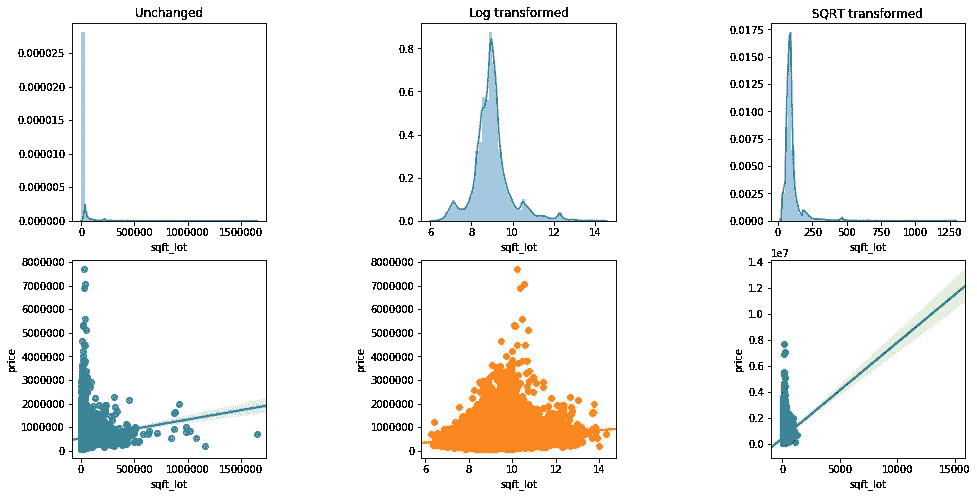 Unchanged
Log transformed
SQRT transformed
0.000025
0.000020
0.000015
0.000010
0.000005
0.000000
0 500000 1000000 1500000
sqft_lot
0.8
0.6
0.4
0.2
0.0
6 8 10 12 14
sqft_lot
0.0175
0.0150
0.0125
0.0100
0.0075
0.0050
0.0025
0.0000
0 250 500 750 1000 1250
sqft_lot
8000000
7000000
6000000
5000000
4000000
3000000
2000000
1000000
0
price
0 500000 1000000 1500000
sqft_lot
8000000
7000000
6000000
5000000
4000000
3000000
2000000
1000000
0
price
6 8 10 12 14
sqft_lot
1e7
1.4
1.2
1.0
0.8
0.6
0.4
0.2
0.0
price
0 5000 10000 15000
sqft_lot